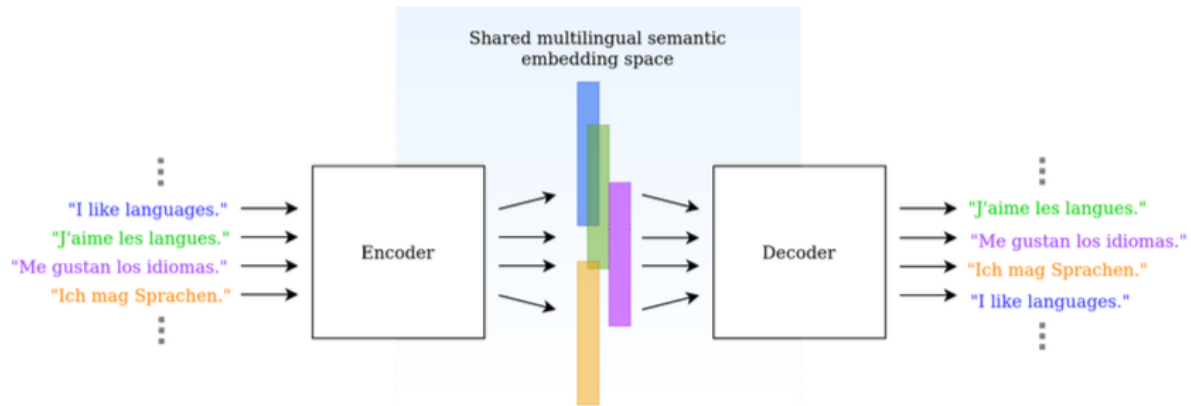 Shared multilingual semantic
embedding space
"I like languages."
"J'aime les langues."
"Me gustan los idiomas."
"Ich mag Sprachen."
Encoder
Decoder
"J'aime les langues."
"Me gustan los idiomas."
"Ich mag Sprachen."
"I like languages."